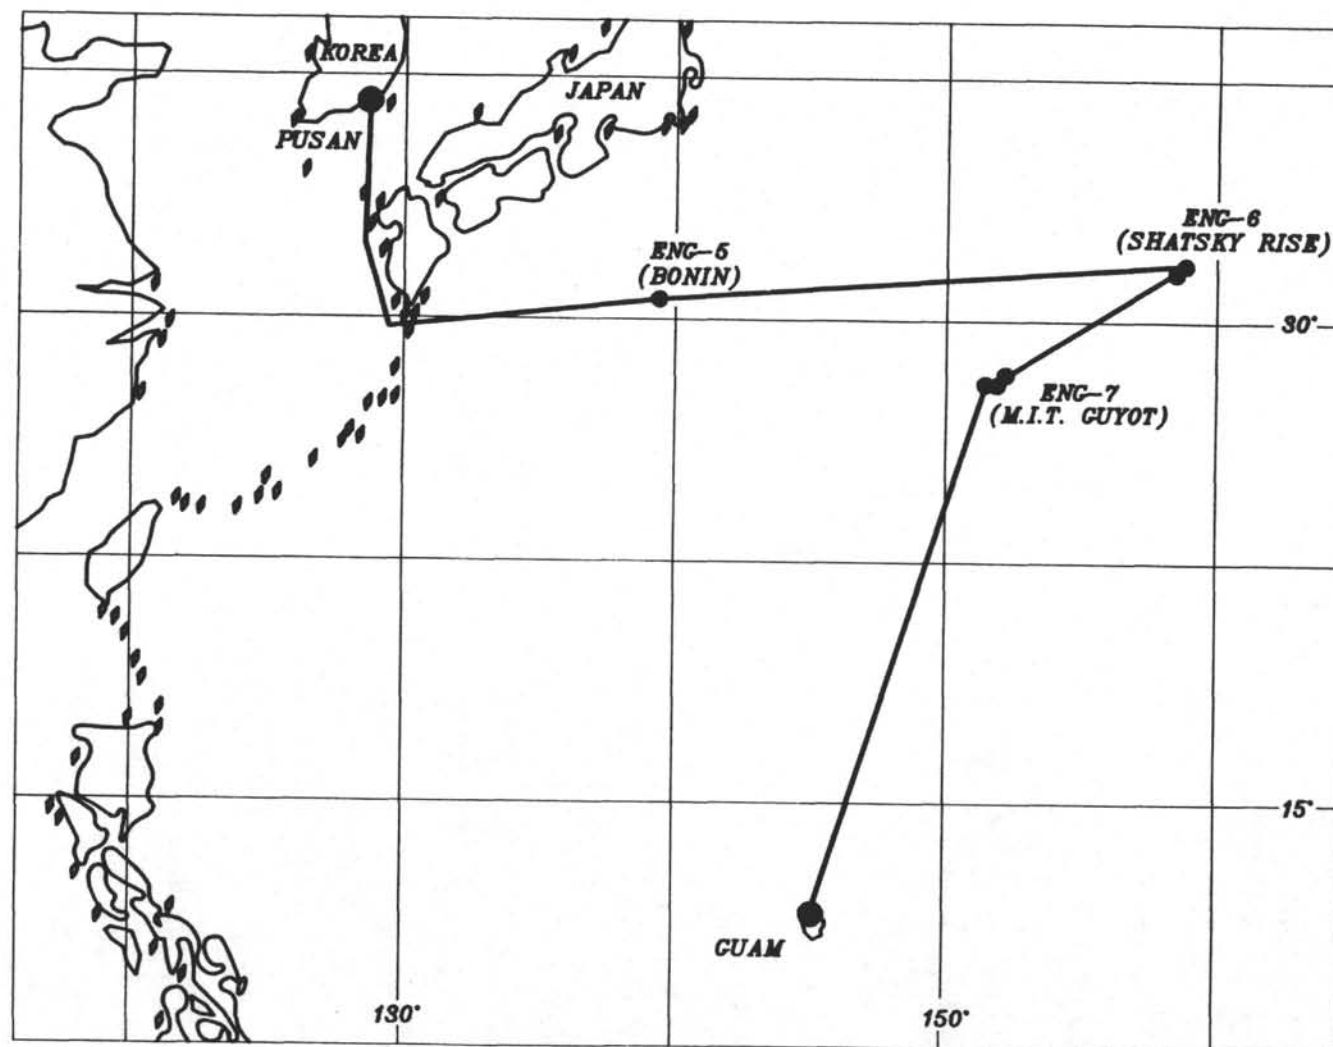 KOREA
JAPAN
PUSAN
ENG-6
(SHATSKY RISE)
ENG-5
(BONIN)
30°
ENG-7
(M.I.T. GUYOT)
15°
GUAM
130°
150°